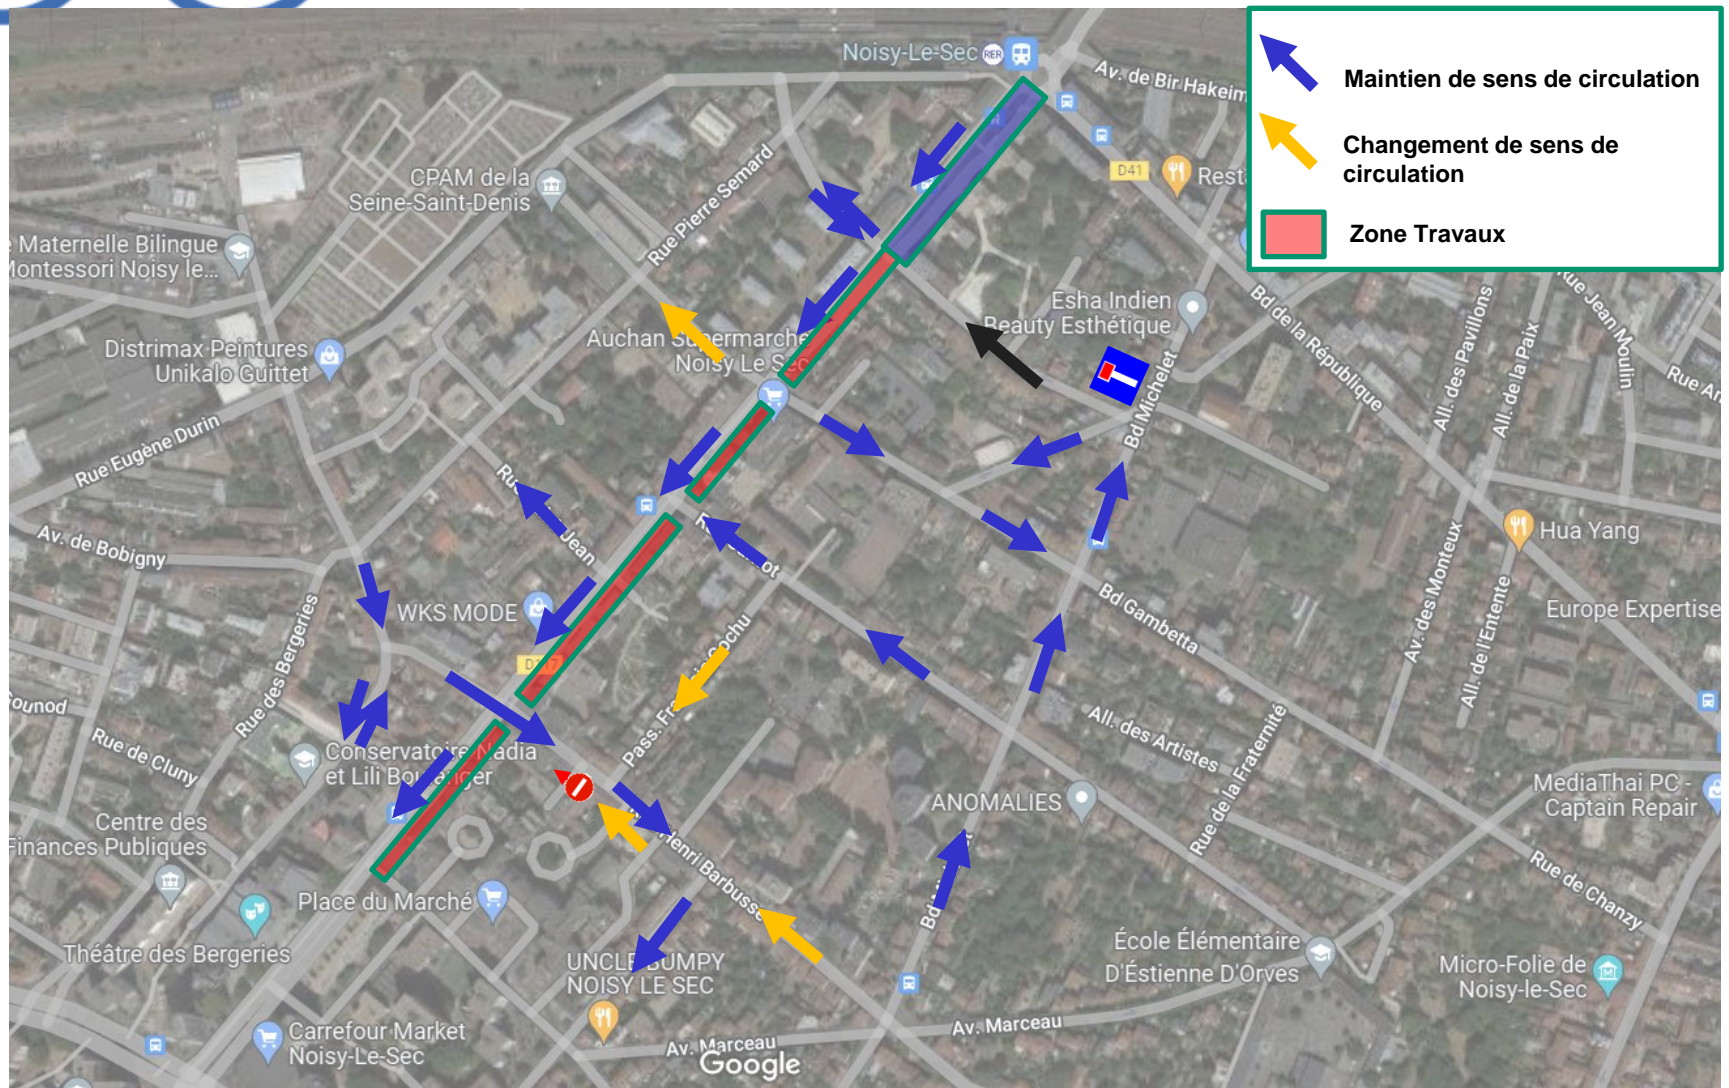 Maintien de sens de circulation
Changement de sens de
circulation
Zone Travaux
Noisy-Le-Sec
RER
Av. de Bir Hakeim
D41
CPAM de la
Seine-Saint-Denis
Rue Pierre Semard
Maternelle Bilingue
Montessori Noisy le...
Distrimax Peintures
Unikalo Guittet
Auchan Supermarché
Noisy Le Sec
Esha Indien
Beauty Esthétique
Bd de la République
All. des Pavillons
All. de la Paix
Rue Jean Moulin
Bd Michelet
Rue Eugène Durin
Av. de Bobigny
Jean
Hua Yang
WKS MODE
Bd Gambetta
Av. des Monteux
All. de l'Entente
Europe Expertise
Rue des Bergeries
Rue de Cluny
Conservatoire Nadia
et Lili Boulanger
All. des Artistes
Rue de la Fraternité
ANOMALIES
MediaThai PC -
Captain Repair
Centre des
Finances Publiques
Henri Barbusse
Rue de Chanzy
Place du Marché
Théâtre des Bergeries
UNCLE BUMPY
NOISY LE SEC
École Élémentaire
D'Éstienne D'Orves
Micro-Folie de
Noisy-le-Sec
Carrefour Market
Noisy-Le-Sec
Av. Marceau
Av. Marceau
Google